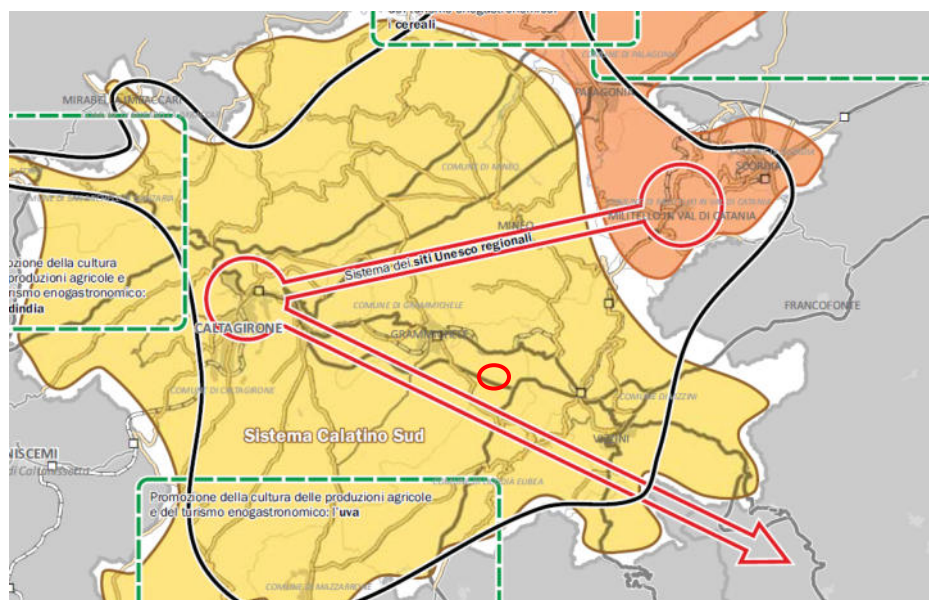 l'cereali
COMUNE DI PALAGONIA
PALAGONIA
MIRABELLA IMBACCARI
SCORDIA
COMUNE DI MINEO
MILITELLO IN VAL DI CATANIA
MINEO
Sistema dei siti Unesco regionali
ozione della cultura
produzioni agricole e
urismo enogastronomico:
dindia
COMUNE DI GRAMMICHELE
FRANCOFONTE
CALTAGIRONE
GRAMMICHELE
COMUNE DI CALTAGIRONE
COMUNE DI VIZZINI
Sistema Calatino Sud
VIZZINI
NISCEMI
di Caltanissetta
COMUNE DI LICODIA EUBEA
Promozione della cultura delle produzioni agricole
e del turismo enogastronomico: l'uva
COMUNE DI MAZZARRONE